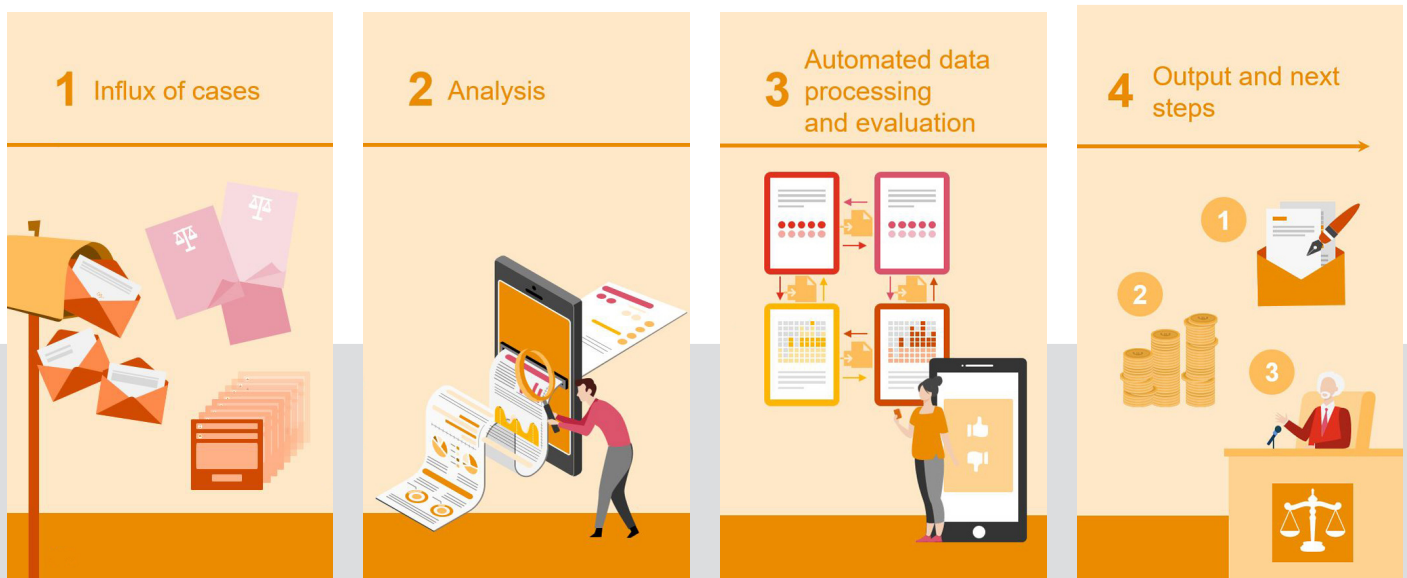 1 Influx of cases
2 Analysis
3 Automated data
processing
and evaluation
4 Output and next
steps
1
2
3